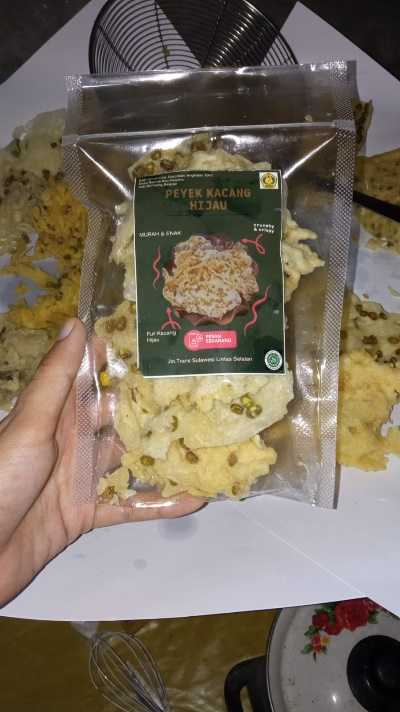 PEYEK KACANG
HIJAU
MURAH & ENAK
crunchy
& crispy
Full Kacang
Hijau
PESAN
SEKARANG
Jln.Trans Sulawesi Lintas Selatan